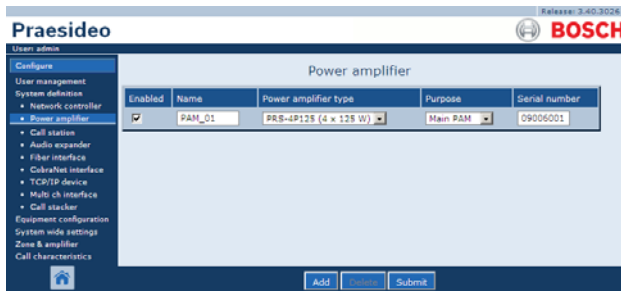 Release: 3.40.3026
Praesideo
BOSCH
User: admin
Configure
User management
System definition
• Network controller
• Power amplifier
• Call station
• Audio expander
• Fiber interface
• CobraNet interface
• TCP/IP device
• Multi ch interface
• Call stacker
Equipment configuration
System wide settings
Zone & amplifier
Call characteristics
Power amplifier
Enabled Name Power amplifier type Purpose Serial number
PAM_01 PRS-4P125 (4 x 125 W) Main PAM 09006001
Add Delete Submit